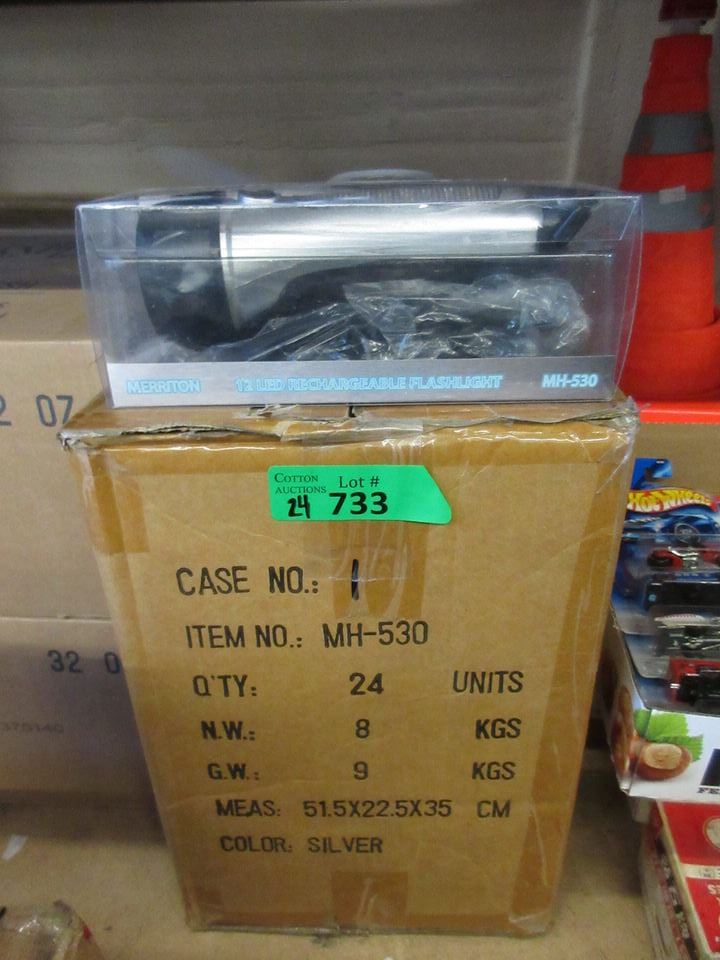 MERRITON 12 LED RECHARGEABLE FLASHLIGHT MH-530
COTTON AUCTIONS Lot #
24 733
CASE NO.: 1
ITEM NO.: MH-530
Q'TY: 24 UNITS
N.W.: 8 KGS
G.W.: 9 KGS
MEAS: 51.5X22.5X35 CM
COLOR: SILVER
2 07
32 0
375140
HOT WHEELS